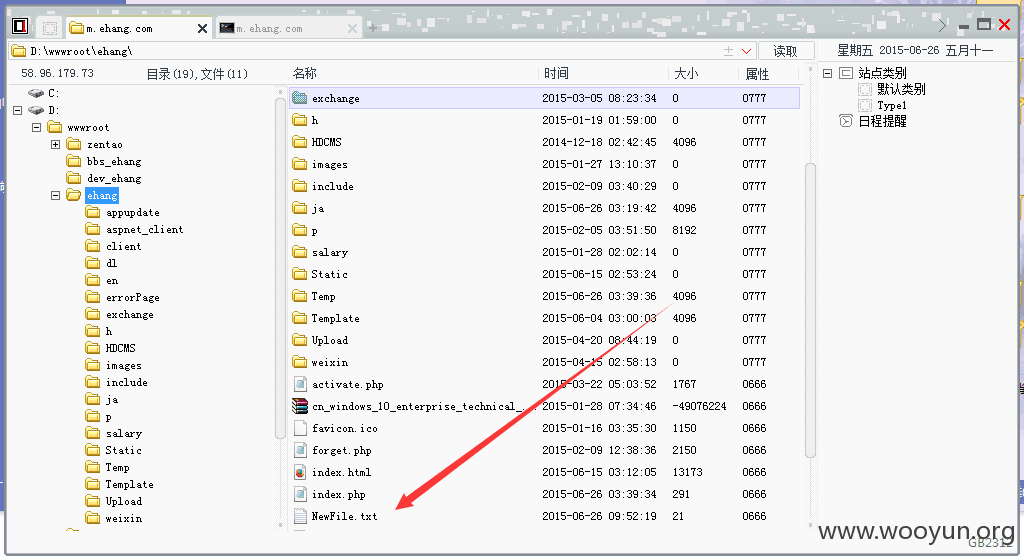 m. ehang. com
m. ehang. com
D:\wwwroot\ehang\
读取
星期五 2015-06-26 五月十一
58.96.179.73
目录(19),文件(11)
名称 时间 大小 属性
C:
D:
wwwroot
zentao
bbs_ehang
dev_ehang
ehang
appupdate
aspnet_client
client
dl
en
errorPage
exchange
h
HDCMS
images
include
ja
p
salary
Static
Temp
Template
Upload
weixin
exchange 2015-03-05 08:23:34 0 0777
h 2015-01-19 01:59:00 0 0777
HDCMS 2014-12-18 02:42:45 4096 0777
images 2015-01-27 13:10:37 0 0777
include 2015-02-09 03:40:29 0 0777
ja 2015-06-26 03:19:42 4096 0777
p 2015-02-05 03:51:50 8192 0777
salary 2015-01-28 02:02:14 0 0777
Static 2015-06-15 02:53:24 0 0777
Temp 2015-06-26 03:39:36 4096 0777
Template 2015-06-04 03:00:03 4096 0777
Upload 2015-04-20 08:44:19 0 0777
weixin 2015-04-15 02:58:13 0 0777
activate.php 2015-03-22 05:03:52 1767 0666
cn_windows_10_enterprise_technical_... 2015-01-28 07:34:46 -49076224 0666
favicon.ico 2015-01-16 03:35:30 1150 0666
forget.php 2015-02-09 12:38:36 2150 0666
index.html 2015-06-15 03:12:05 13173 0666
index.php 2015-06-26 03:39:34 291 0666
NewFile.txt 2015-06-26 09:52:19 21 0666
站点类别
默认类别
Type1
日程提醒
www.wooyun.org
GB2312